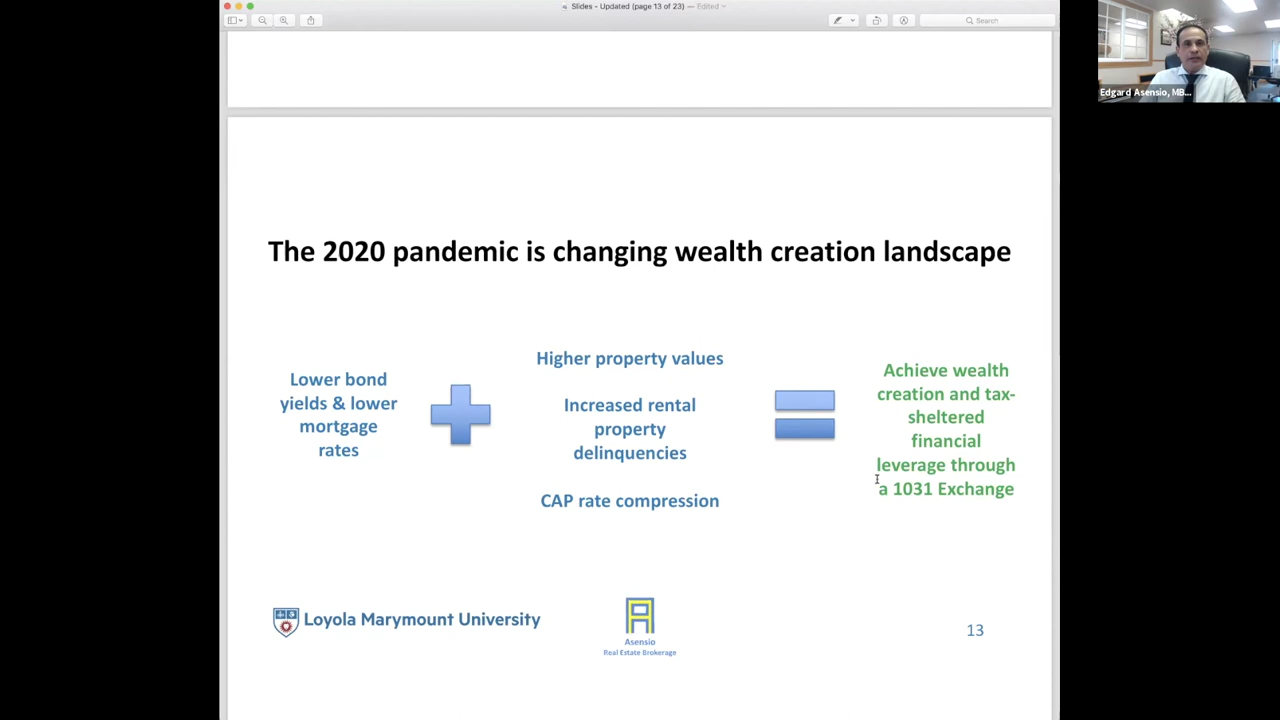 Slides - Updated (page 13 of 23) — Edited
Search
Edgard Asensio, MB...
The 2020 pandemic is changing wealth creation landscape
Lower bond
yields & lower
mortgage
rates
Higher property values
Increased rental
property
delinquencies
CAP rate compression
Achieve wealth
creation and tax-
sheltered
financial
leverage through
a 1031 Exchange
Loyola Marymount University
Asensio
Real Estate Brokerage
13